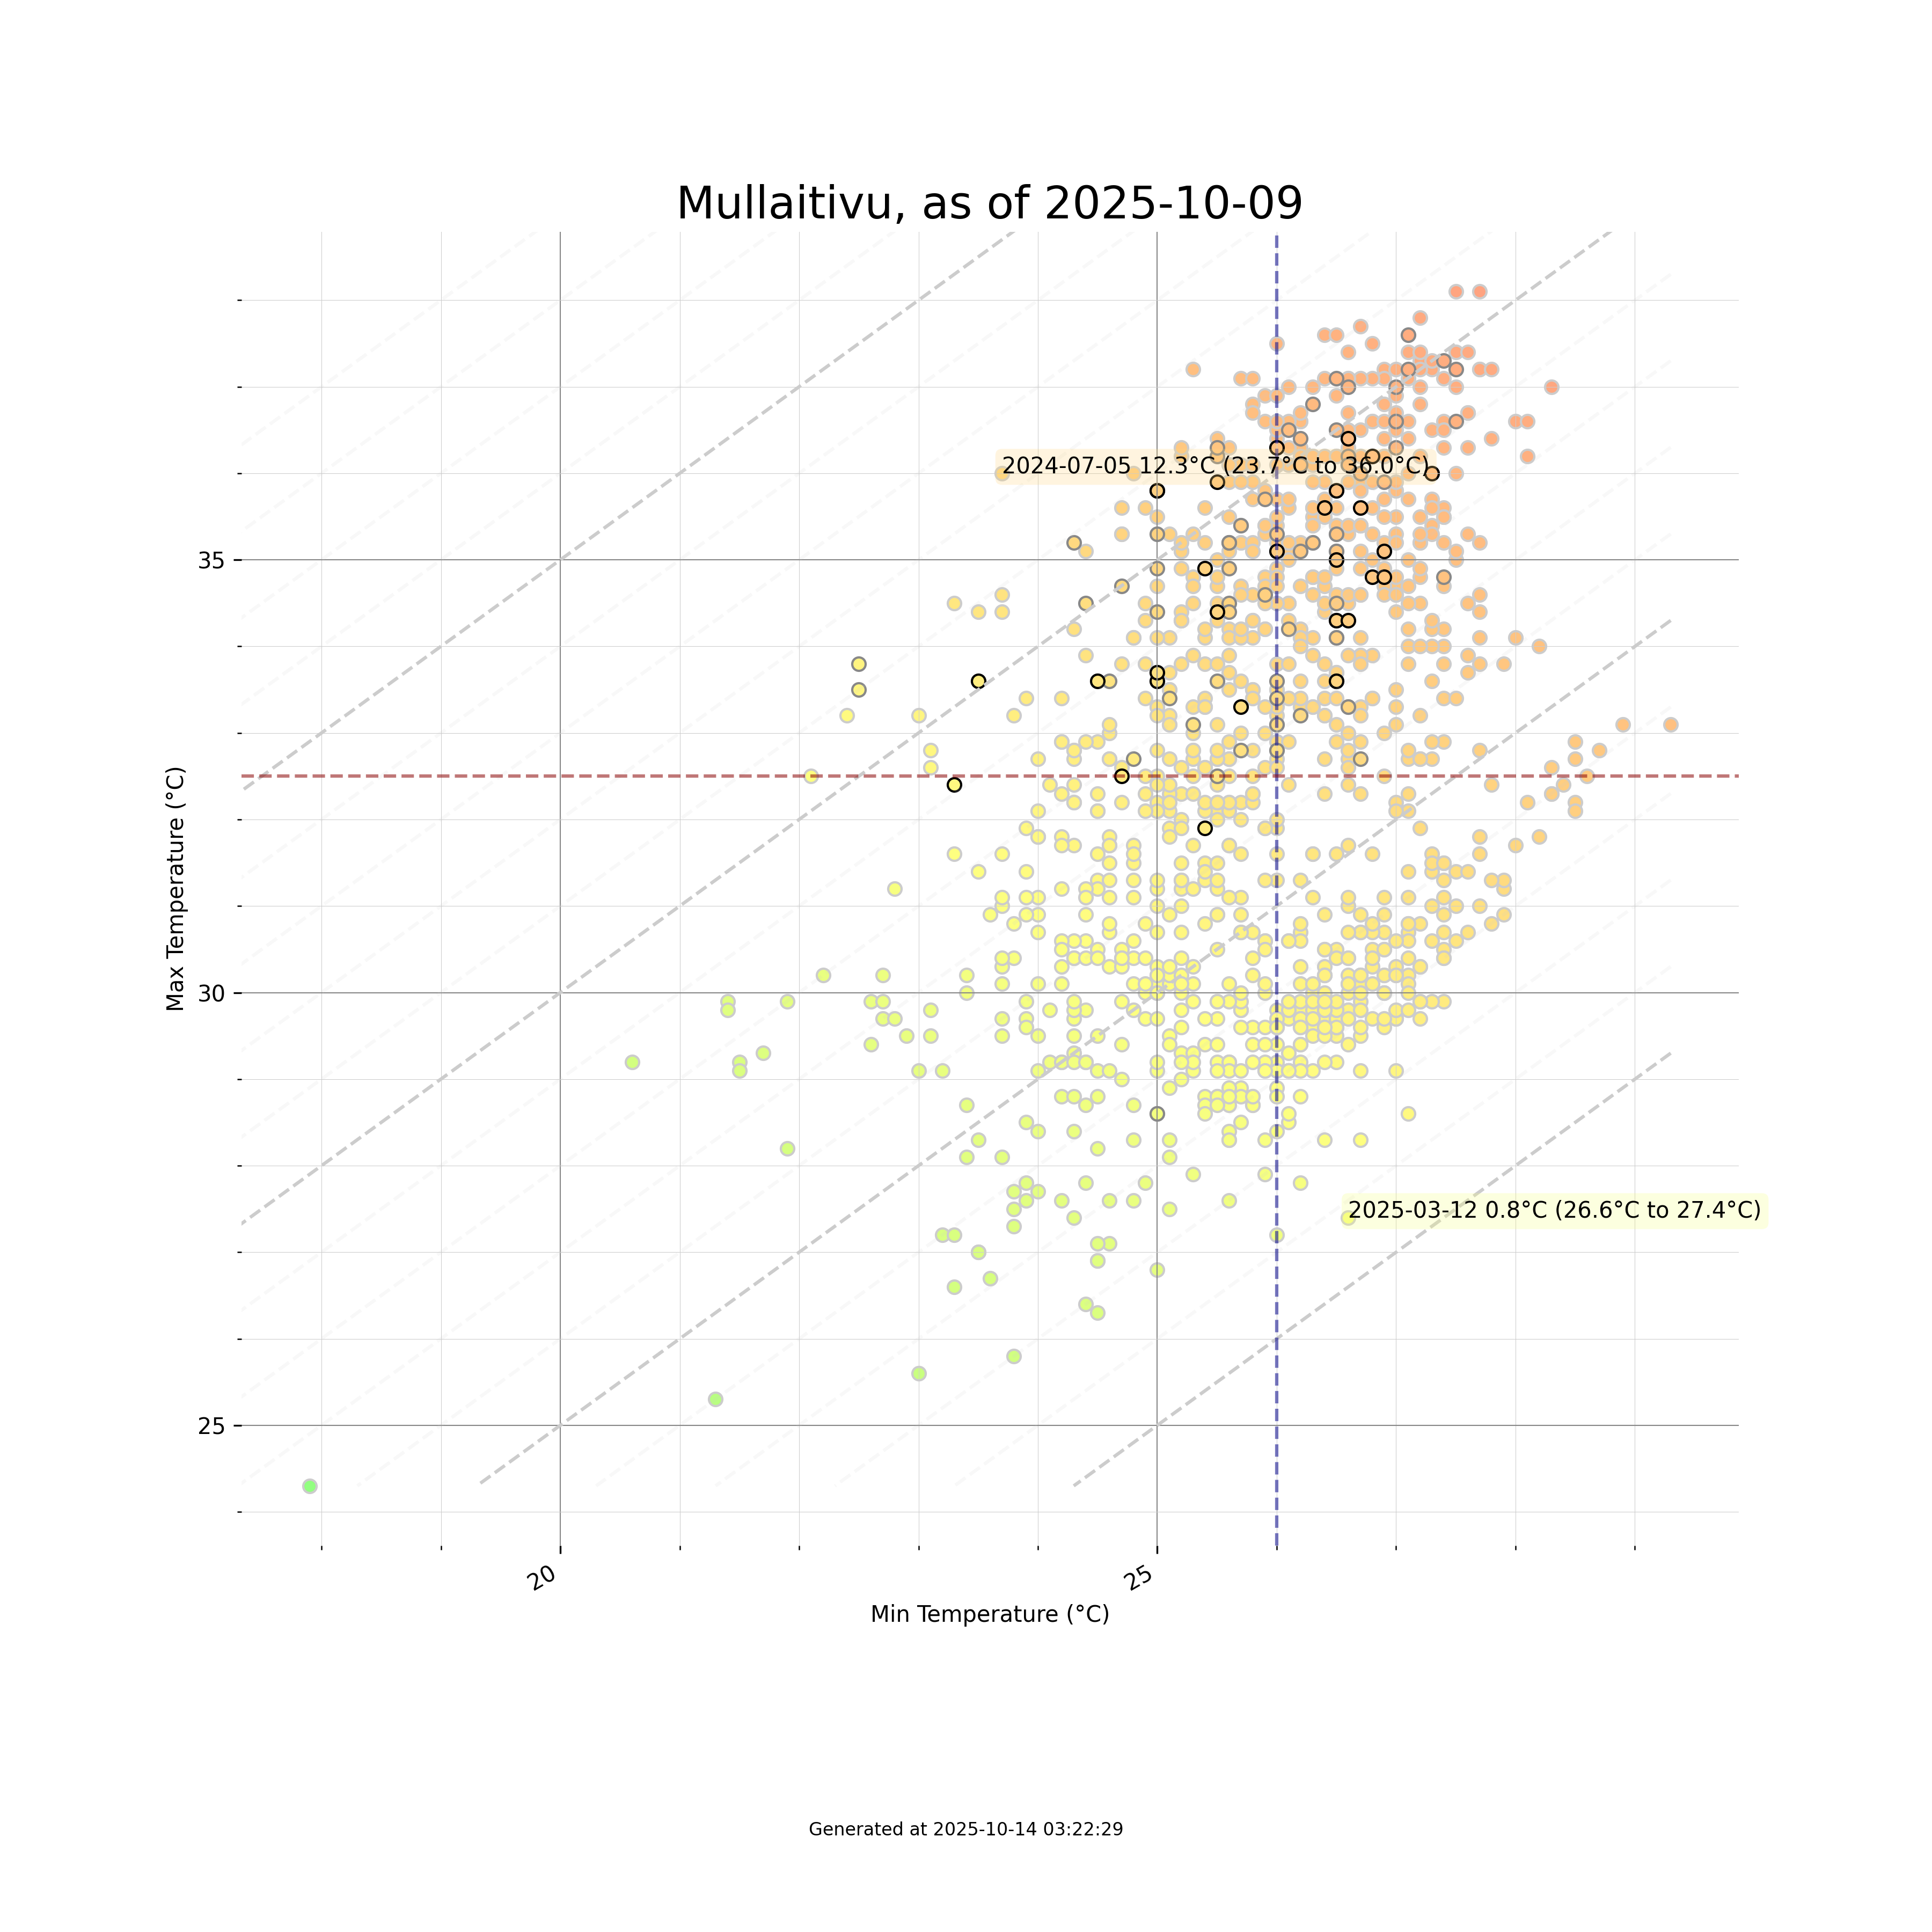 Mullaitivu, as of 2025-10-09
2024-07-05 12.3°C (23.7°C to 36.0°C)
35
Max Temperature (°C)
30
2025-03-12 0.8°C (26.6°C to 27.4°C)
25
20
25
Min Temperature (°C)
Generated at 2025-10-14 03:22:29